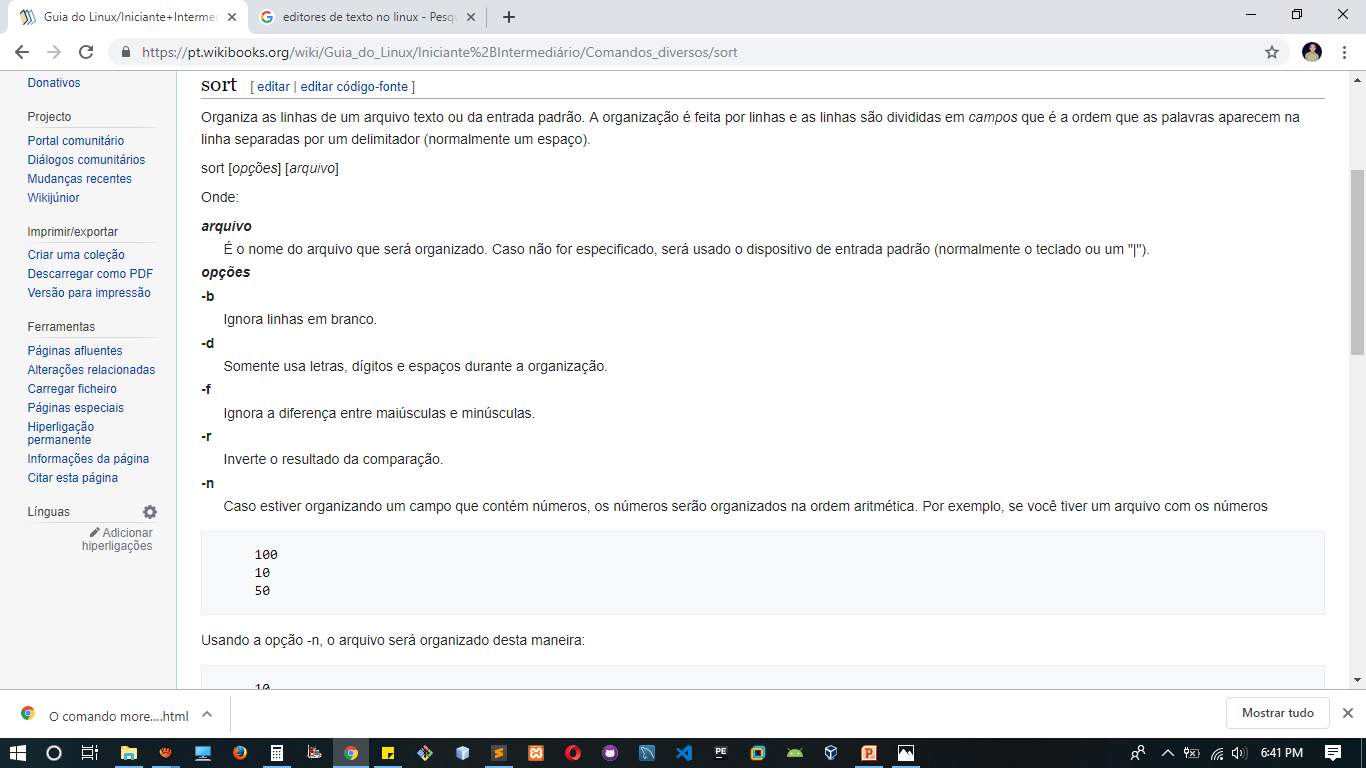 Guia do Linux/Iniciante+Interme
editores de texto no linux - Pesqu
https://pt.wikibooks.org/wiki/Guia_do_Linux/Iniciante%2BIntermediário/Comandos_diversos/sort
Donativos
Projecto
Portal comunitário
Diálogos comunitários
Mudanças recentes
Wikijúnior
Imprimir/exportar
Criar uma coleção
Descarregar como PDF
Versão para impressão
Ferramentas
Páginas afluentes
Alterações relacionadas
Carregar ficheiro
Páginas especiais
Hiperligação
permanente
Informações da página
Citar esta página
Línguas
Adicionar
hiperligações
sort [ editar | editar código-fonte ]
Organiza as linhas de um arquivo texto ou da entrada padrão. A organização é feita por linhas e as linhas são divididas em campos que é a ordem que as palavras aparecem na
linha separadas por um delimitador (normalmente um espaço).
sort [opções] [arquivo]
Onde:
arquivo
É o nome do arquivo que será organizado. Caso não for especificado, será usado o dispositivo de entrada padrão (normalmente o teclado ou um "|").
opções
-b
Ignora linhas em branco.
-d
Somente usa letras, dígitos e espaços durante a organização.
-f
Ignora a diferença entre maiúsculas e minúsculas.
-r
Inverte o resultado da comparação.
-n
Caso estiver organizando um campo que contém números, os números serão organizados na ordem aritmética. Por exemplo, se você tiver um arquivo com os números
100
10
50
Usando a opção -n, o arquivo será organizado desta maneira:
10
O comando more....html
Mostrar tudo
PE
6:41 PM